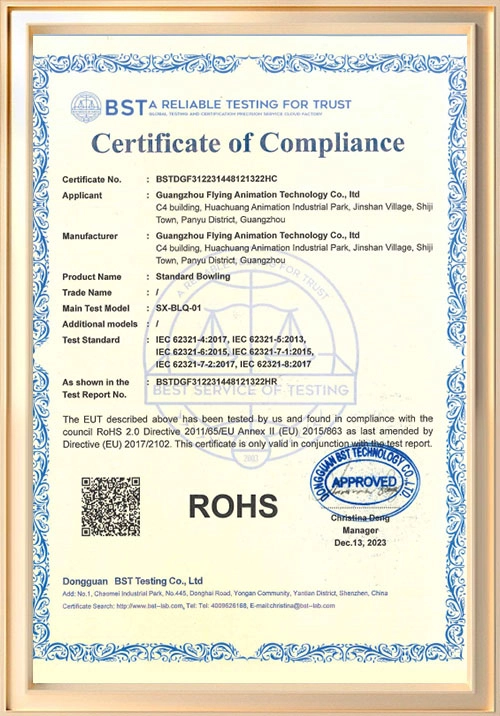 BST A RELIABLE TESTING FOR TRUST
GLOBAL TESTING AND CERTIFICATION PRECISION SERVICE CLOUD FACTORY
Certificate of Compliance
Certificate No. : BSTDGF312231448121322HC
Applicant : Guangzhou Flying Animation Technology Co., ltd
C4 building, Huachuang Animation Industrial Park, Jinshan Village, Shiji
Town, Panyu District, Guangzhou
Manufacturer : Guangzhou Flying Animation Technology Co., ltd
C4 building, Huachuang Animation Industrial Park, Jinshan Village, Shiji
Town, Panyu District, Guangzhou
Product Name : Standard Bowling
Trade Name : /
Main Test Model : SX-BLQ-01
Additional models : /
Test Standard : IEC 62321-4:2017, IEC 62321-5:2013,
IEC 62321-6:2015, IEC 62321-7-1:2015,
IEC 62321-7-2:2017, IEC 62321-8:2017
As shown in the : BSTDGF312231448121322HR
Test Report No.
A RELIABLE TESTING FOR TRUST
BEST SERVICE OF TESTING
The EUT described above has been tested by us and found in compliance with the
council RoHS 2.0 Directive 2011/65/EU Annex II (EU) 2015/863 as last amended by
Directive (EU) 2017/2102. This certificate is only valid in conjunction with the test report.
2003
DONGGUAN BST TECHNOLOGY CO.,LTD
APPROVED
ROHS
Christina Deng
Manager
Dec.13, 2023
Dongguan BST Testing Co., Ltd
Add: No.1, Chaomei Industrial Park, No.445, Donghai Road, Yongan Community, Yantian District, Shenzhen, China
Certificate Search: http://www.bst-lab.com, Tel: Tel: 4009628168, E-mail:christina@bst-lab.com